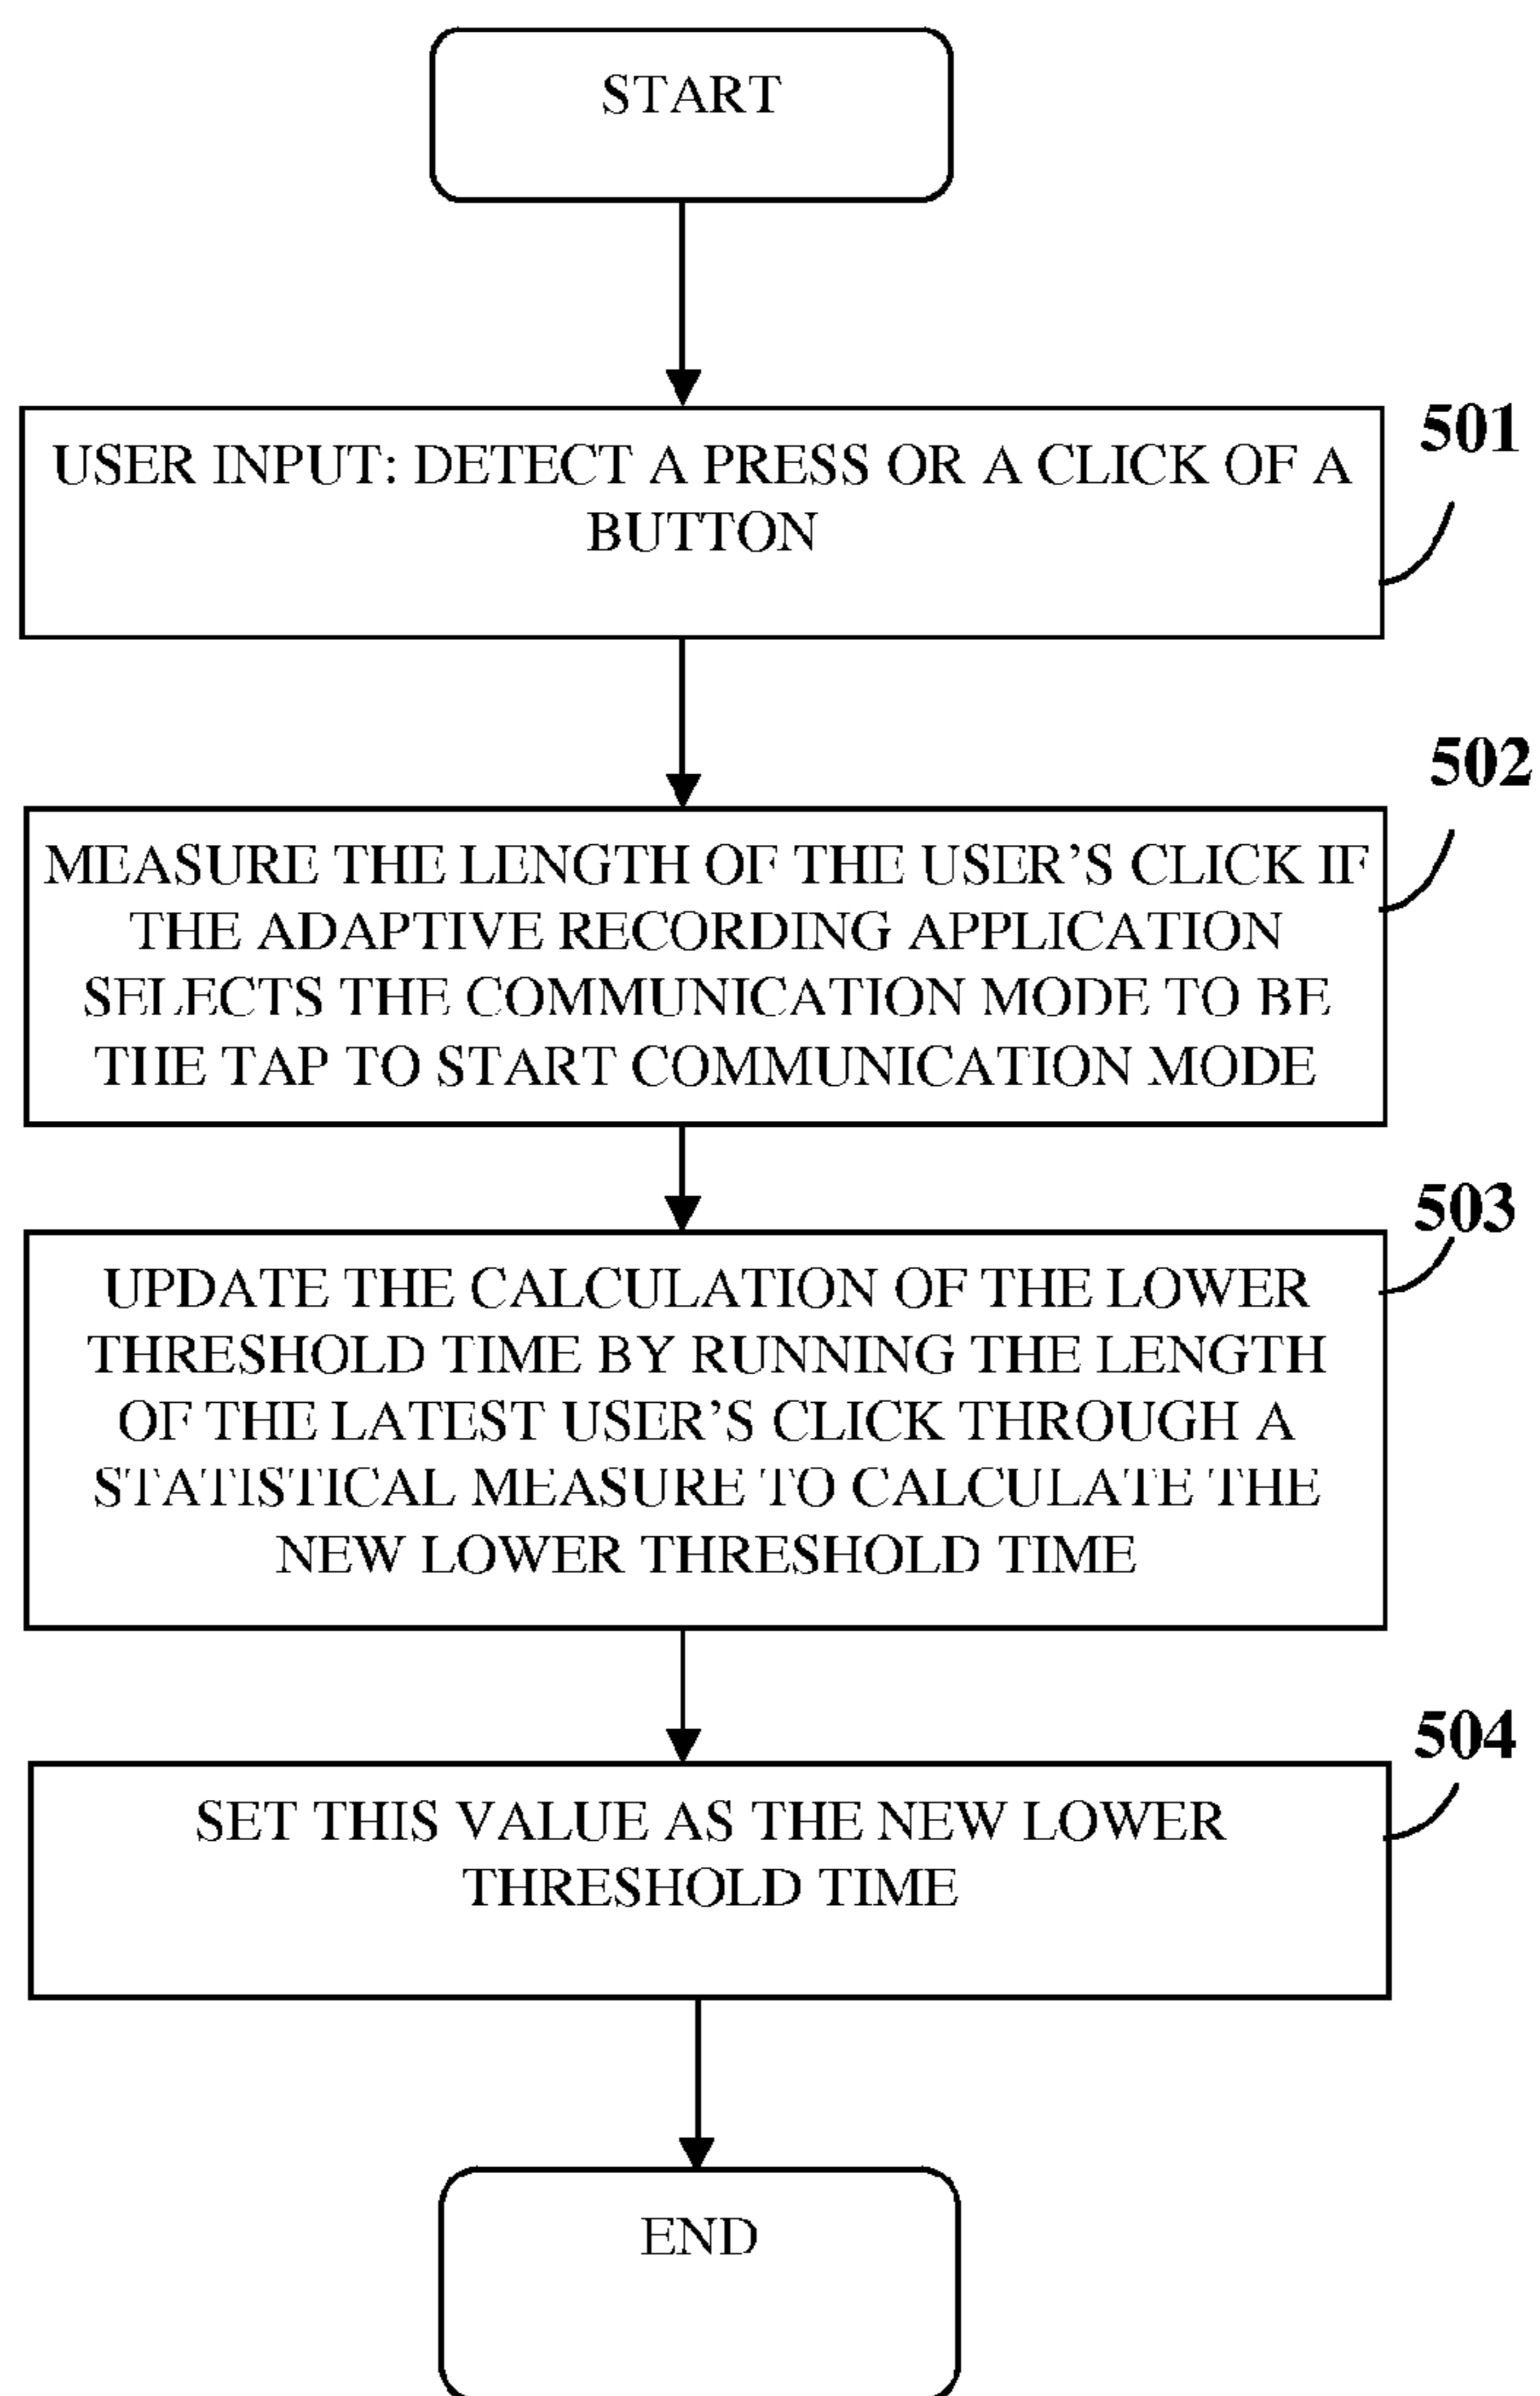 START
501
USER INPUT: DETECT A PRESS OR A CLICK OF A
BUTTON
502
MEASURE THE LENGTH OF THE USER’S CLICK IF
THE ADAPTIVE RECORDING APPLICATION
SELECTS THE COMMUNICATION MODE TO BE
THE TAP TO START COMMUNICATION MODE
503
UPDATE THE CALCULATION OF THE LOWER
THRESHOLD TIME BY RUNNING THE LENGTH
OF THE LATEST USER’S CLICK THROUGH A
STATISTICAL MEASURE TO CALCULATE THE
NEW LOWER THRESHOLD TIME
504
SET THIS VALUE AS THE NEW LOWER
THRESHOLD TIME
END